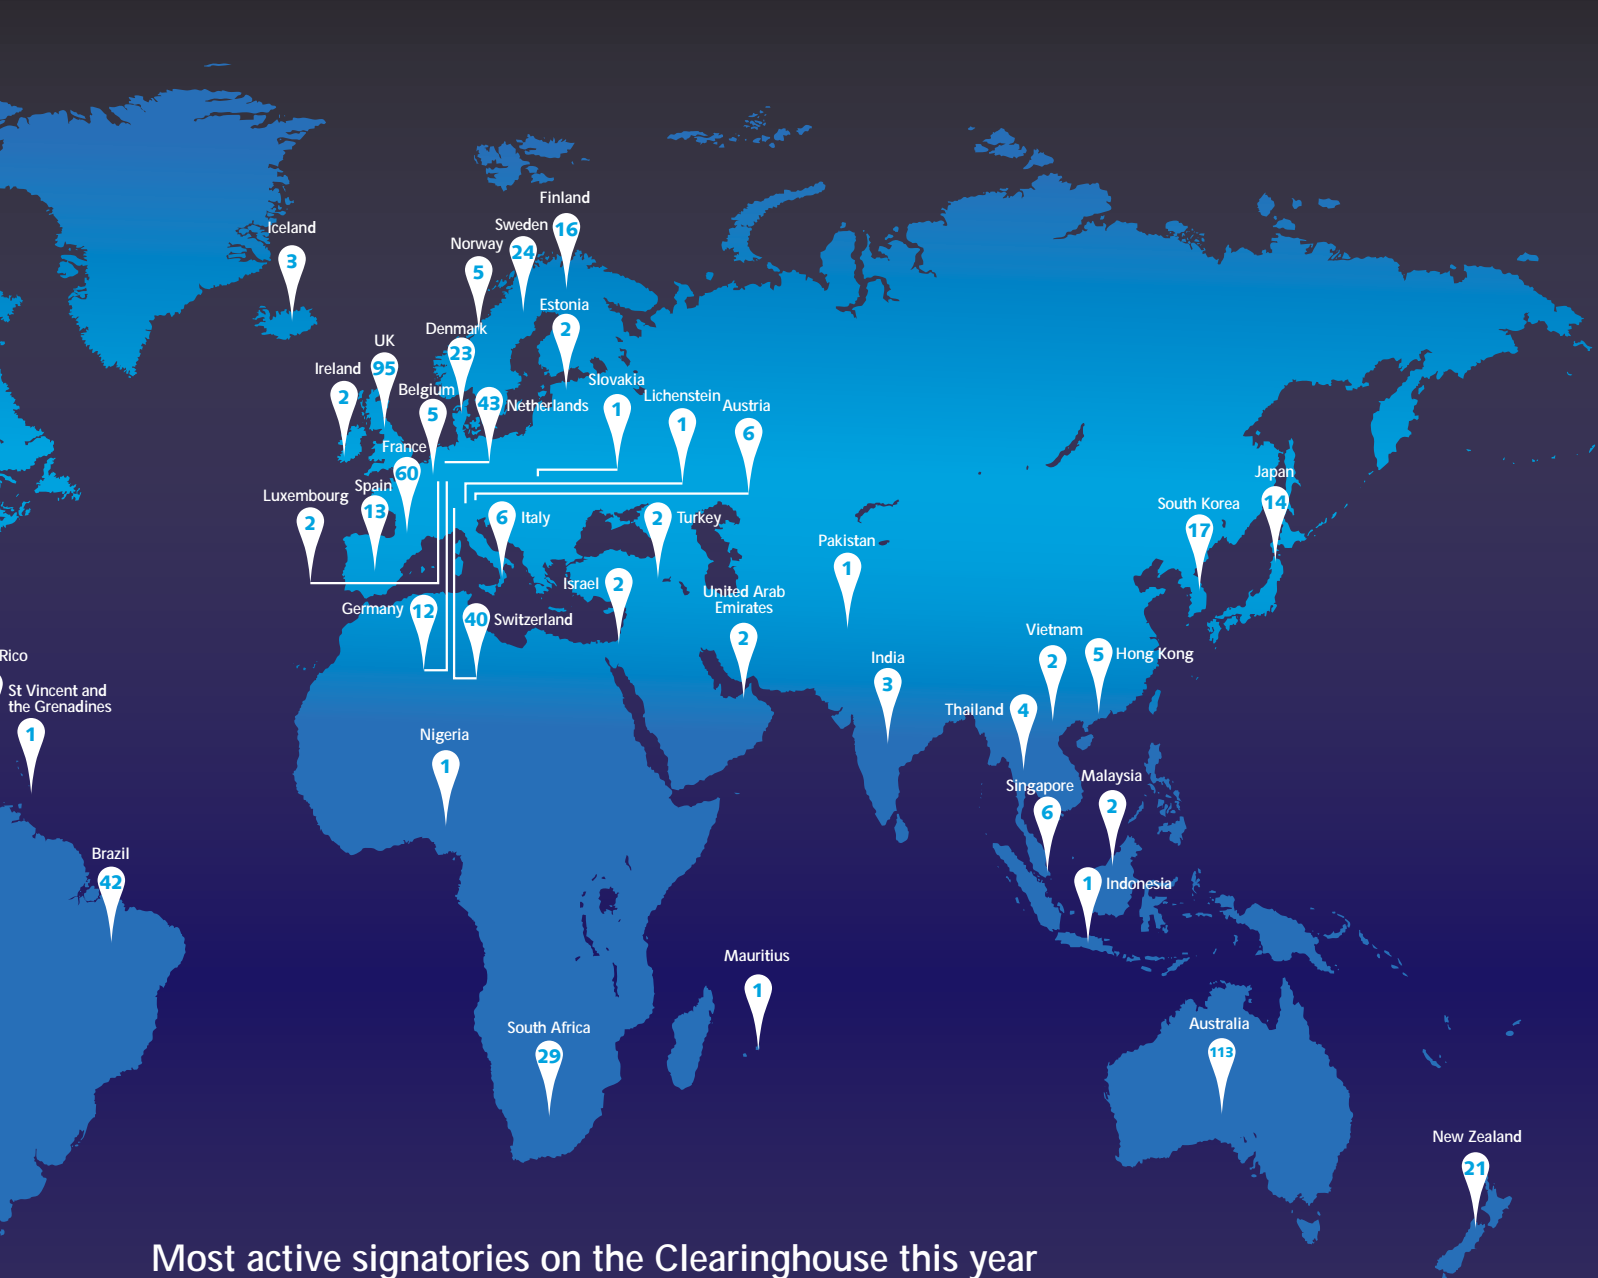 Finland
16
Sweden
24
Iceland
3
Norway
5
Estonia
2
Denmark
23
UK
95
Ireland
2
Belgium
5
43 Netherlands
Slovakia
1
Lichenstein
1
Austria
6
France
60
Spain
13
Luxembourg
2
6 Italy
2 Turkey
Japan
14
South Korea
17
Pakistan
1
Israel 2
United Arab
Emirates
2
Germany 12
40 Switzerland
Vietnam
2
5 Hong Kong
India
3
Rico
St Vincent and
the Grenadines
1
Thailand 4
Nigeria
1
Singapore
6
Malaysia
2
Brazil
42
1 Indonesia
Mauritius
1
South Africa
29
Australia
113
New Zealand
21
Most active signatories on the Clearinghouse this year